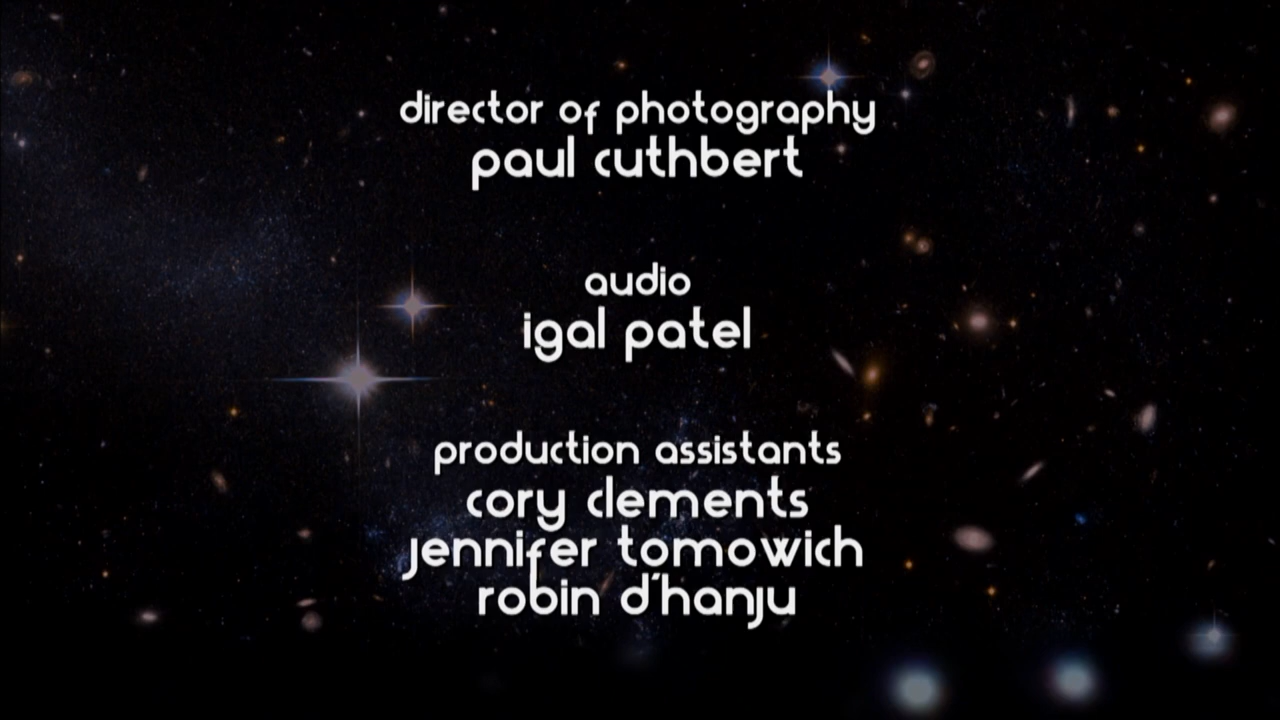 director of photography
paul cuthbert
audio
igal patel
production assistants
cory clements
jennifer tomowich
robin d'hanju